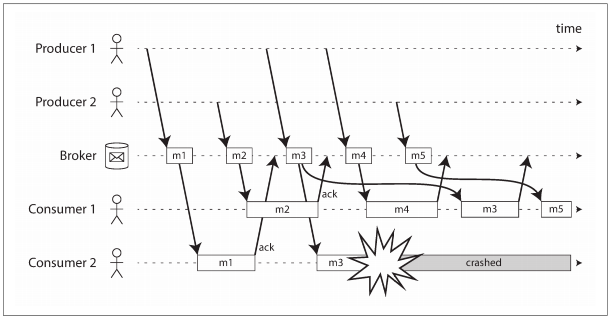 time
Producer 1
Producer 2
Broker m1 m2 m3 m4 m5
ack
Consumer 1 m2 m4 m3 m5
ack
Consumer 2 m1 m3 crashed